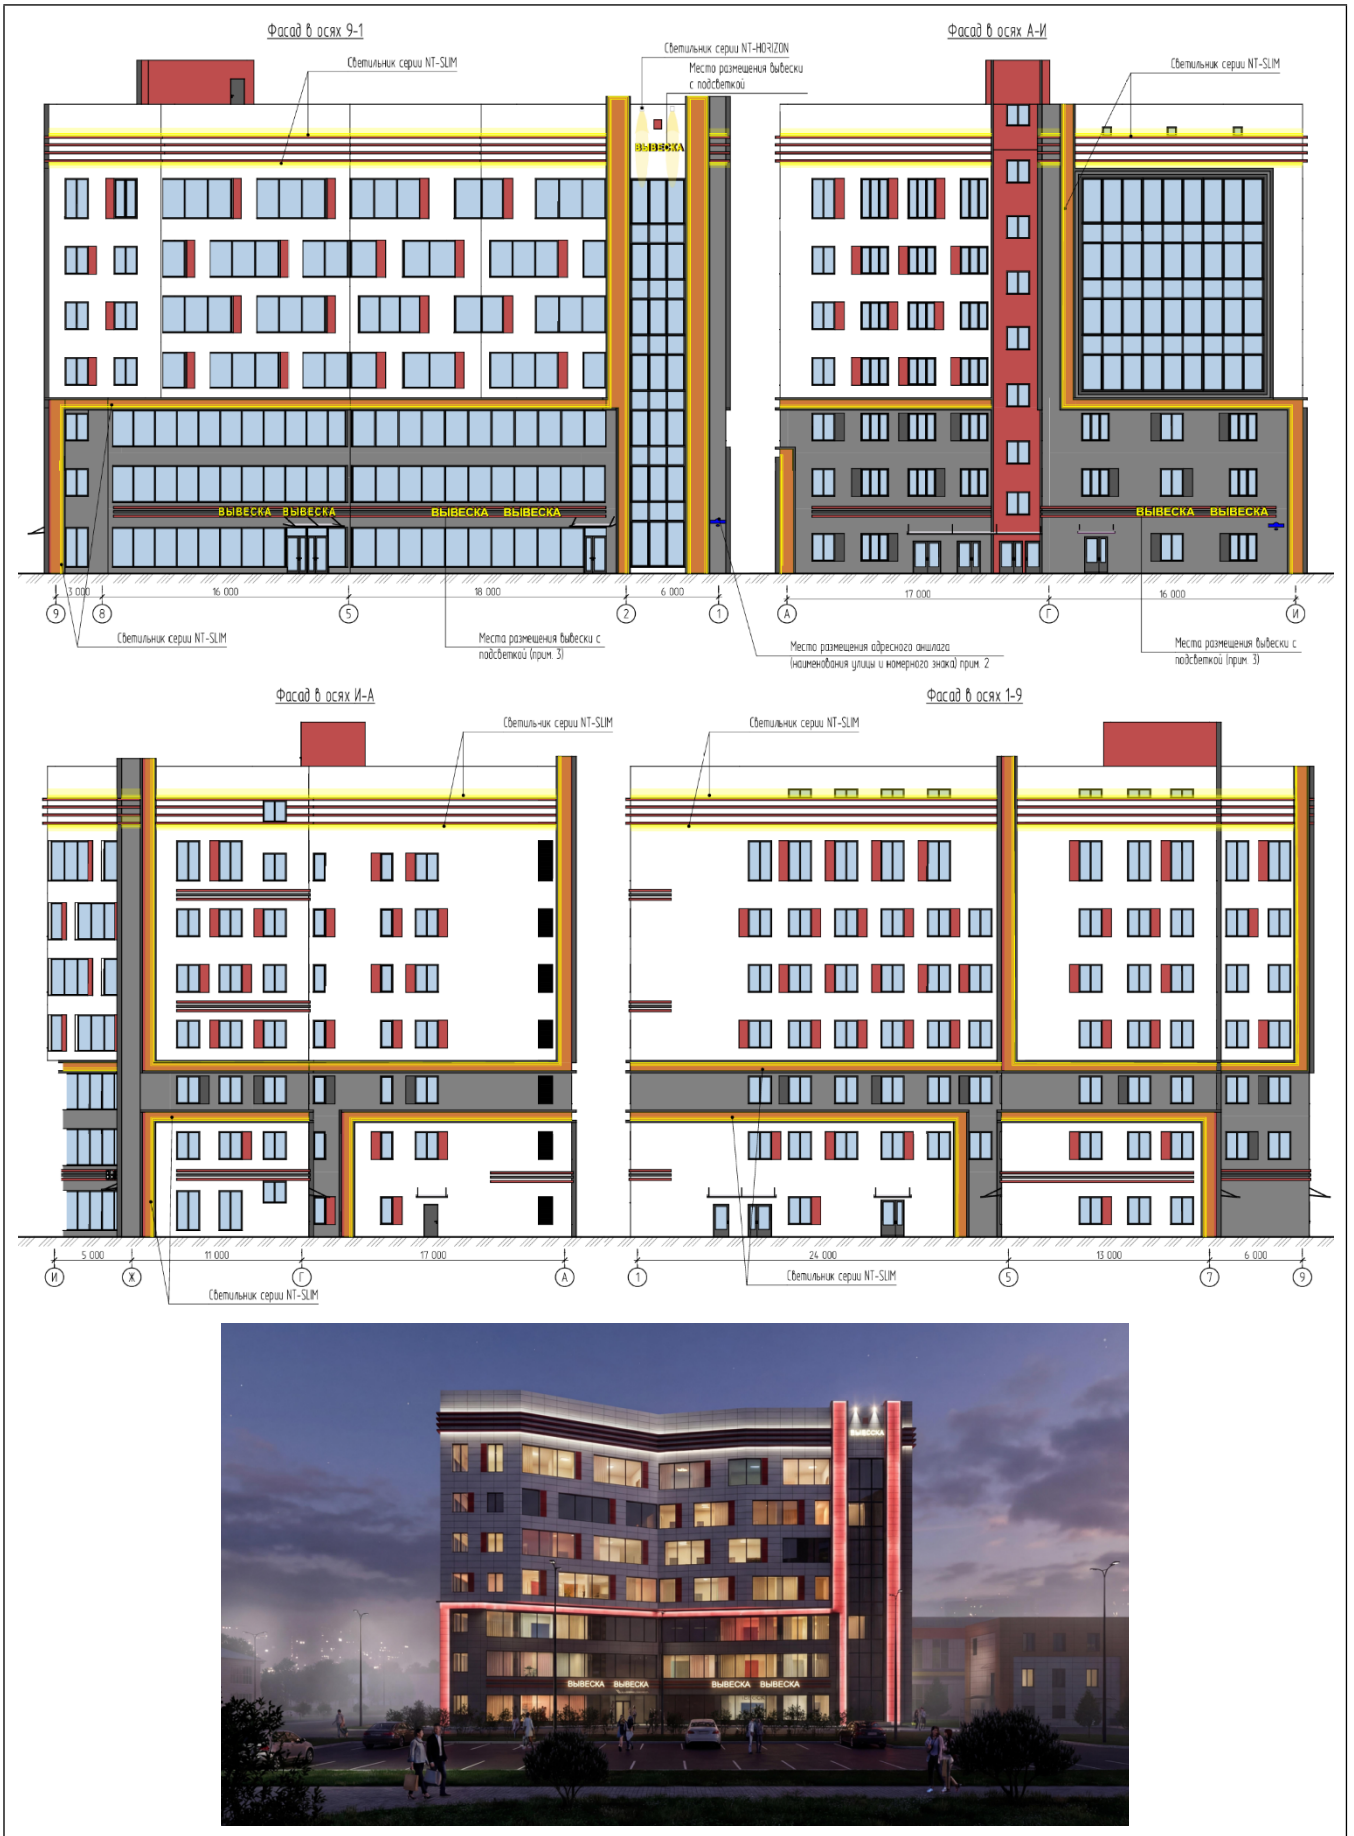 Фасад в осях 9-1
Светильник серии NT-SLIM
Светильник серии NT-HORIZON
Место размещения вывески
с подсветкой
ВЫВЕСКА
ВЫВЕСКА ВЫВЕСКА
ВЫВЕСКА ВЫВЕСКА
3 000
16 000
18 000
6 000
9
8
5
2
1
Светильник серии NT-SLIM
Места размещения вывески с
подсветкой (прим. 3)
Место размещения адресного аншлага
(наименования улицы и номерного знака) прим. 2
Фасад в осях А-И
Светильник серии NT-SLIM
ВЫВЕСКА ВЫВЕСКА
17 000
16 000
А
Г
И
Места размещения вывески с
подсветкой (прим. 3)
Фасад в осях И-А
Светильник серии NT-SLIM
5 000
11 000
17 000
И
Ж
Г
А
Светильник серии NT-SLIM
Фасад в осях 1-9
Светильник серии NT-SLIM
24 000
13 000
6 000
1
5
7
9
Светильник серии NT-SLIM
ВЫВЕСКА
ВЫВЕСКА ВЫВЕСКА
ВЫВЕСКА ВЫВЕСКА